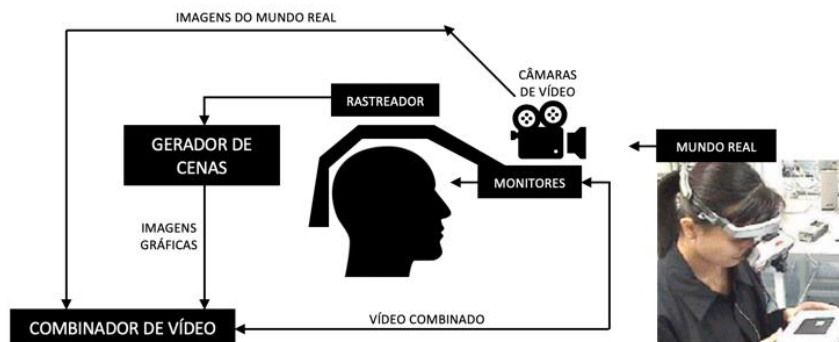 IMAGENS DO MUNDO REAL
CÂMARAS
DE VÍDEO
RASTREADOR
GERADOR DE
CENAS
MUNDO REAL
MONITORES
IMAGENS
GRÁFICAS
VÍDEO COMBINADO
COMBINADOR DE VÍDEO